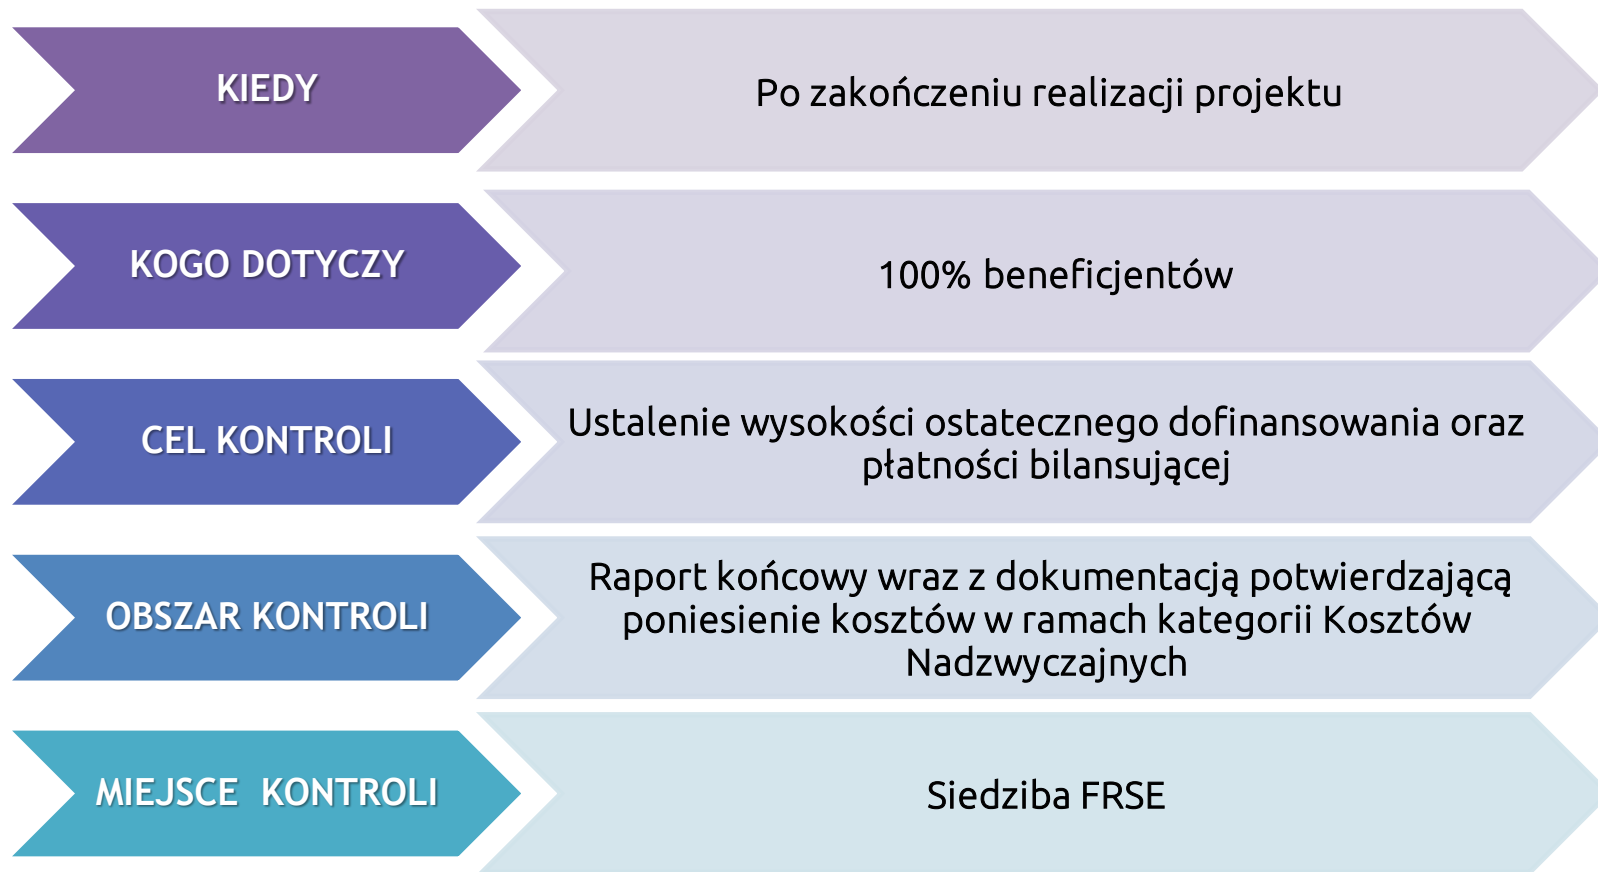 KIEDY
Po zakończeniu realizacji projektu
KOGO DOTYCZY
100% beneficjentów
CEL KONTROLI
Ustalenie wysokości ostatecznego dofinansowania oraz
płatności bilansującej
OBSZAR KONTROLI
Raport końcowy wraz z dokumentacją potwierdzającą
poniesienie kosztów w ramach kategorii Kosztów
Nadzwyczajnych
MIEJSCE  KONTROLI
Siedziba FRSE